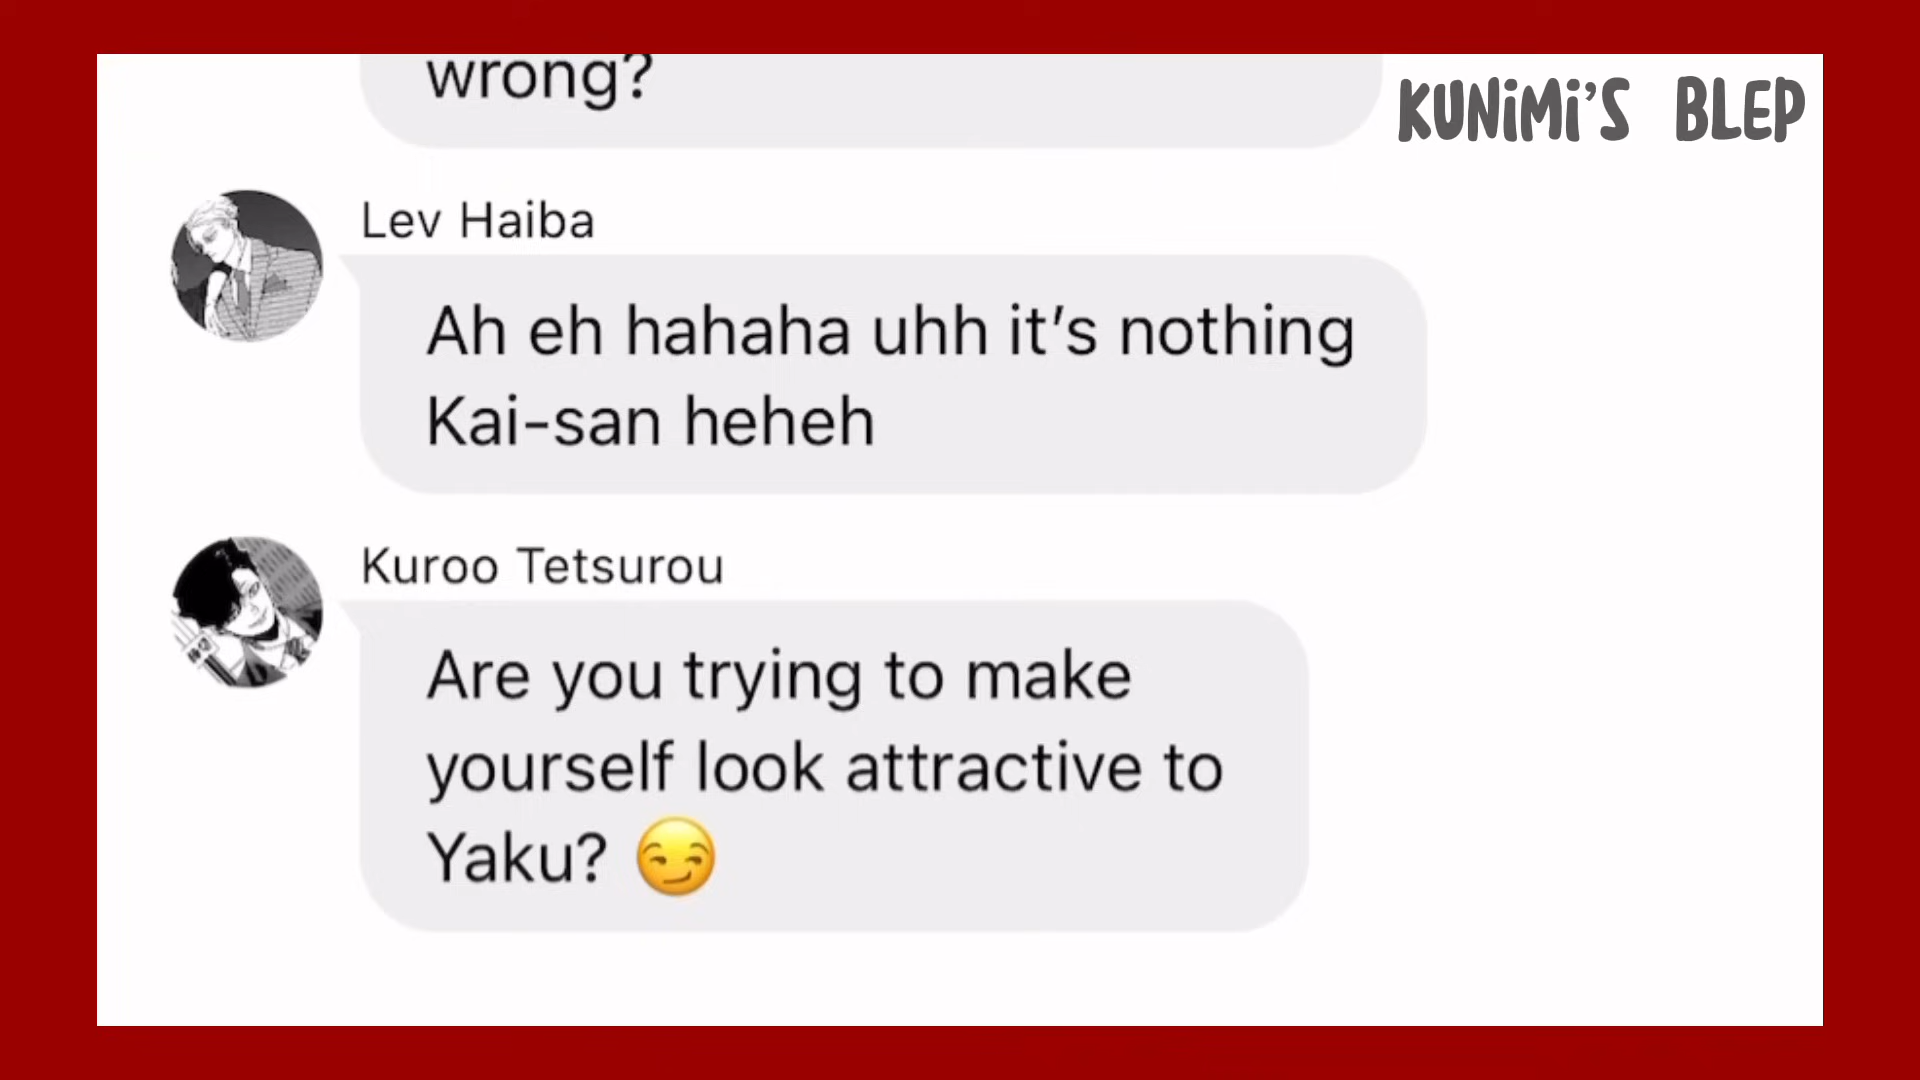 wrong?
KUNiMi'S BLEP
Lev Haiba
Ah eh hahaha uhh it's nothing
Kai-san heheh
Kuroo Tetsurou
Are you trying to make
yourself look attractive to
Yaku? 😏